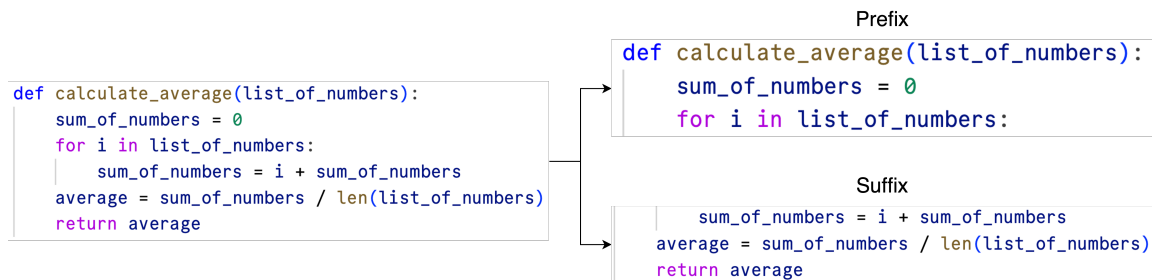 def calculate_average(list_of_numbers):
    sum_of_numbers = 0
    for i in list_of_numbers:
        sum_of_numbers = i + sum_of_numbers
    average = sum_of_numbers / len(list_of_numbers)
    return average
Prefix
def calculate_average(list_of_numbers):
    sum_of_numbers = 0
    for i in list_of_numbers:
Suffix
        sum_of_numbers = i + sum_of_numbers
    average = sum_of_numbers / len(list_of_numbers)
    return average